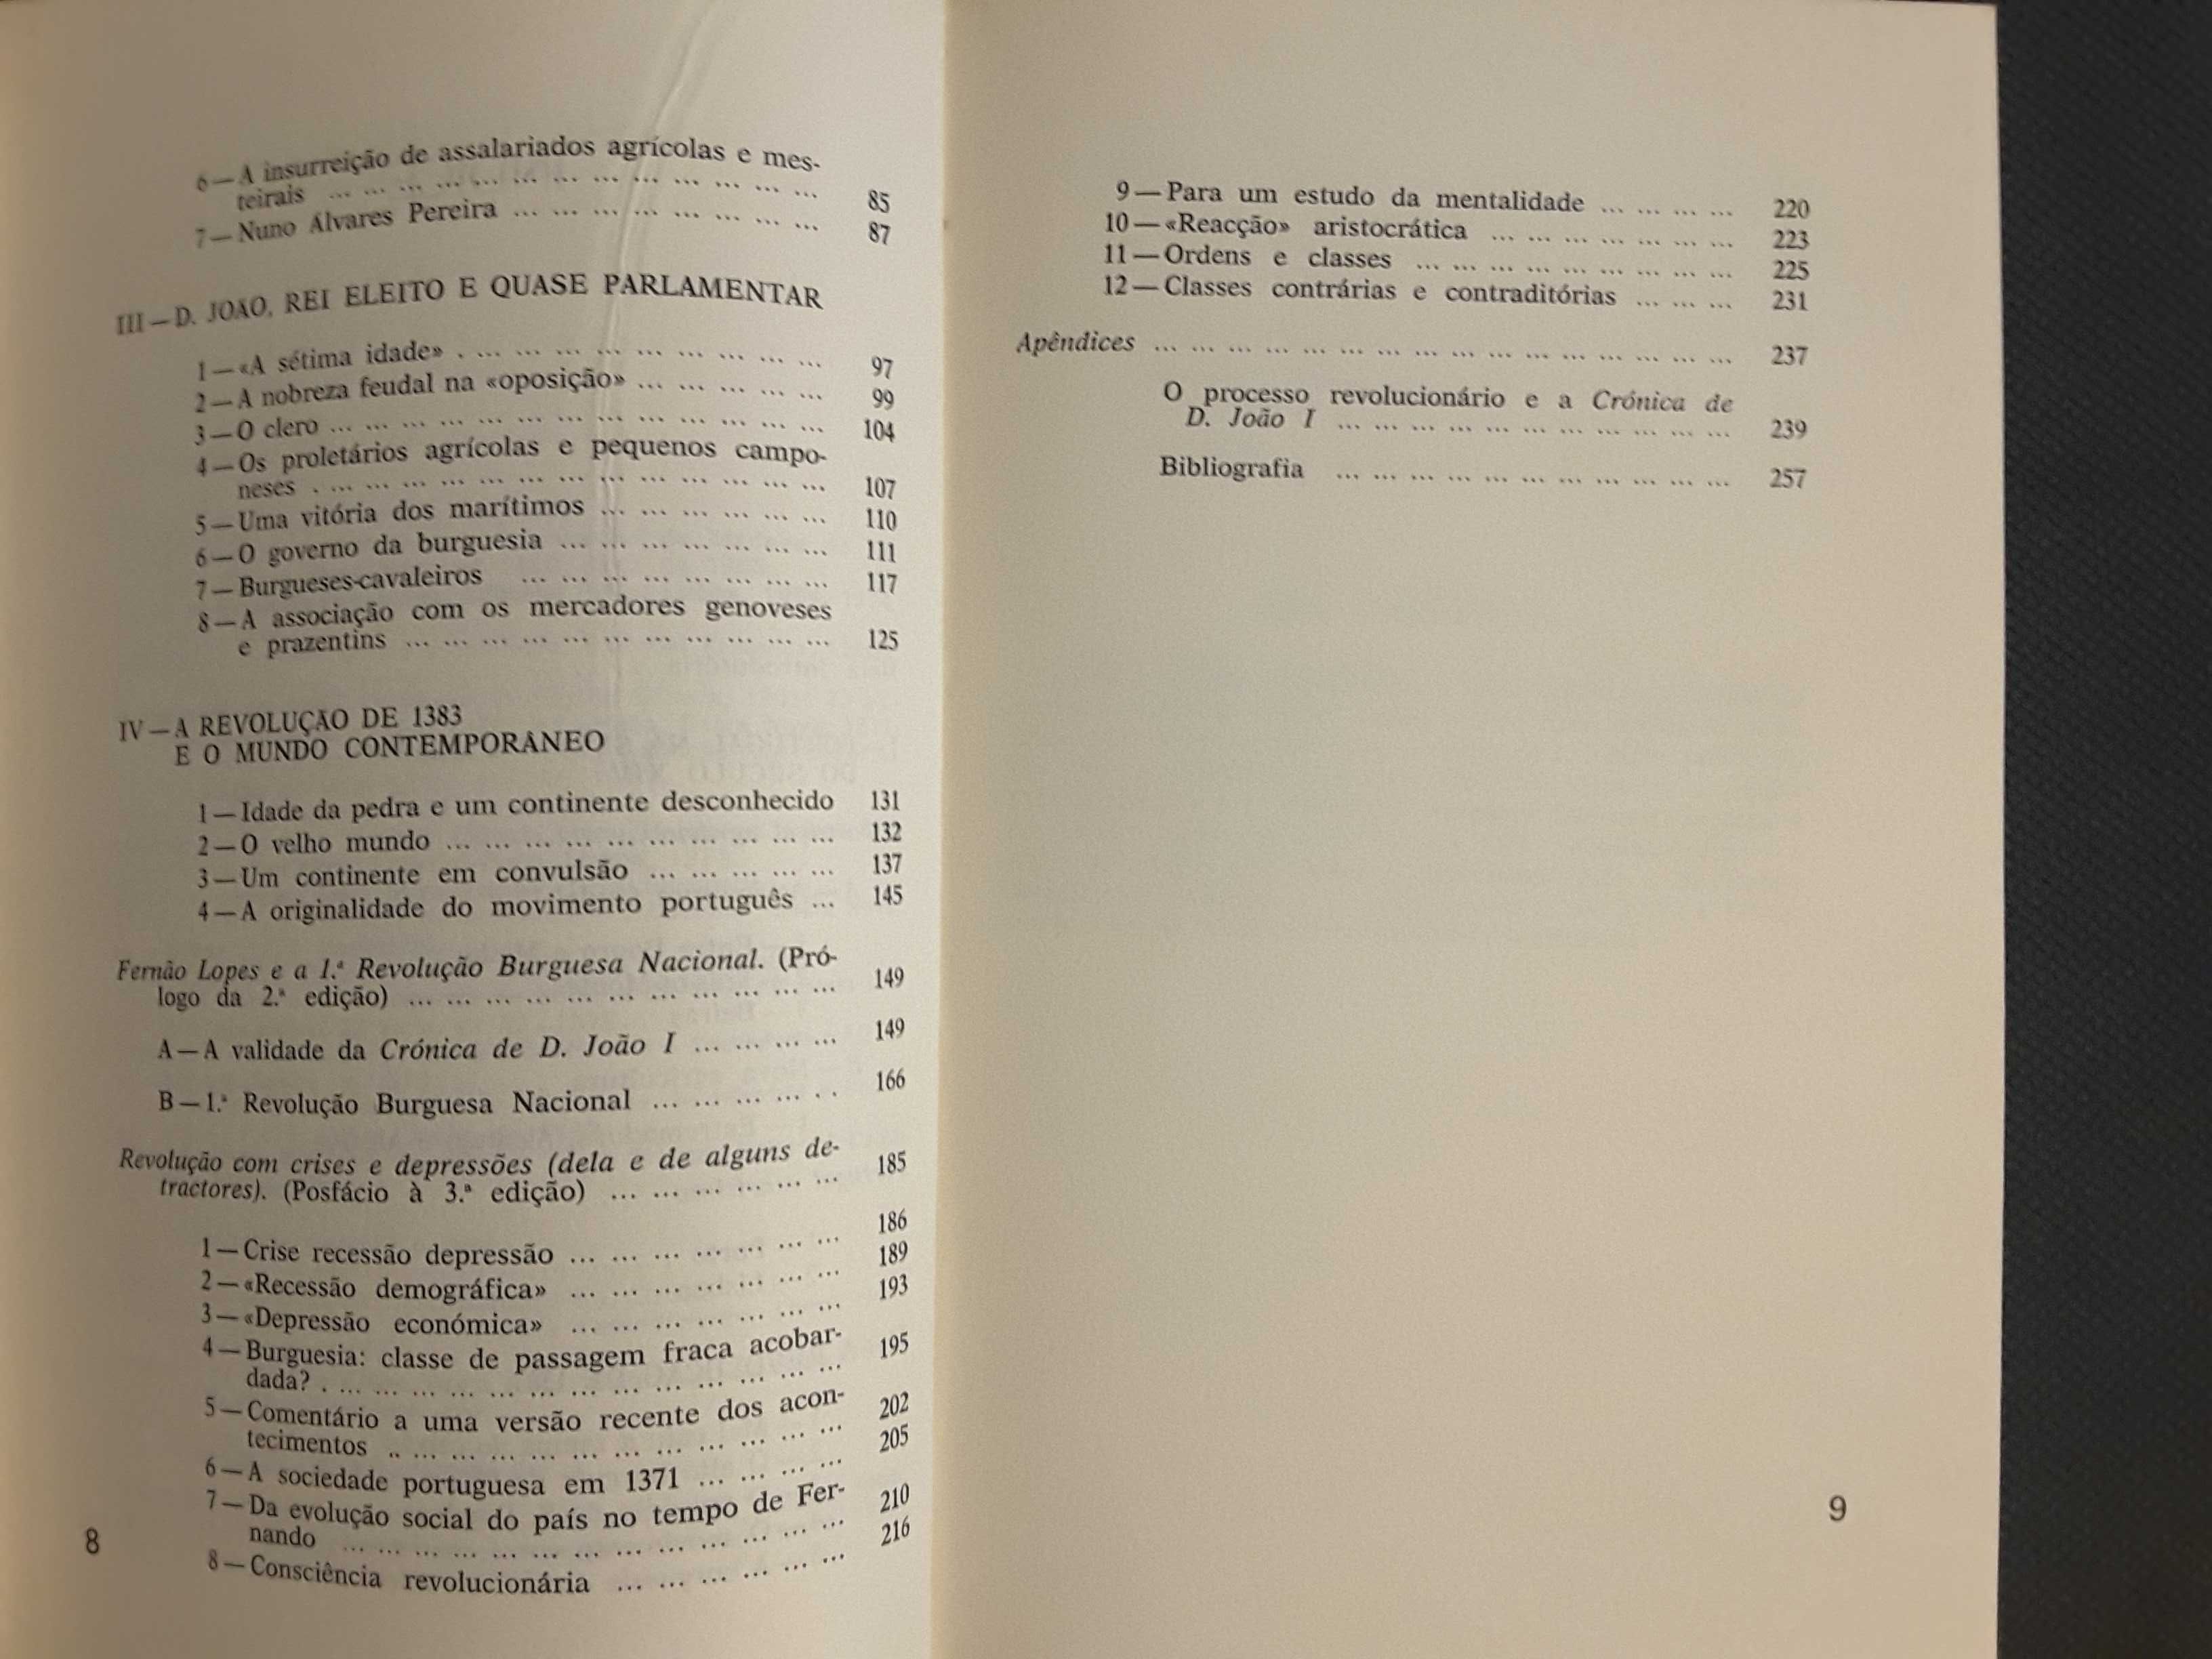 6 — A insurreição de assalariados agrícolas e mes-
teirais ... ... ... ... ... ... ... ... ... ... ... ... ... 85
7 — Nuno Álvares Pereira ... ... ... ... ... ... ... ... 87
III — D. JOÃO, REI ELEITO E QUASE PARLAMENTAR
1 — «A sétima idade» . ... ... ... ... ... ... ... ... ... 97
2 — A nobreza feudal na «oposição» ... ... ... ... ... 99
3 — O clero ... ... ... ... ... ... ... ... ... ... ... ... ... 104
4 — Os proletários agrícolas e pequenos campo-
neses . ... ... ... ... ... ... ... ... ... ... ... ... ... 107
5 — Uma vitória dos marítimos ... ... ... ... ... ... 110
6 — O governo da burguesia ... ... ... ... ... ... ... 111
7 — Burgueses-cavaleiros ... ... ... ... ... ... ... ... 117
8 — A associação com os mercadores genoveses
e prazentins ... ... ... ... ... ... ... ... ... ... ... 125
IV — A REVOLUÇÃO DE 1383
E O MUNDO CONTEMPORÂNEO
1 — Idade da pedra e um continente desconhecido 131
2 — O velho mundo ... ... ... ... ... ... ... ... ... ... 132
3 — Um continente em convulsão ... ... ... ... ... 137
4 — A originalidade do movimento português ... 145
Fernão Lopes e a 1.ª Revolução Burguesa Nacional. (Pró-
logo da 2.ª edição) ... ... ... ... ... ... ... ... ... ... ... 149
A — A validade da Crónica de D. João I ... ... ... ... 149
B — 1.ª Revolução Burguesa Nacional ... ... ... ... . . 166
Revolução com crises e depressões (dela e de alguns de-
tractores). (Posfácio à 3.ª edição) ... ... ... ... ... ... 185
1 — Crise recessão depressão ... ... ... ... ... ... ... 186
2 — «Recessão demográfica» ... ... ... ... ... ... ... 189
3 — «Depressão económica» ... ... ... ... ... ... ... 193
4 — Burguesia: classe de passagem fraca acobar-
dada? . ... ... ... ... ... ... ... ... ... ... ... ... ... 195
5 — Comentário a uma versão recente dos acon-
tecimentos .. ... ... ... ... ... ... ... ... ... ... ... 202
6 — A sociedade portuguesa em 1371 ... ... ... ... 205
7 — Da evolução social do país no tempo de Fer-
nando ... ... ... ... ... ... ... ... ... ... ... ... ... 210
8 — Consciência revolucionária ... ... ... ... ... ... 216
8
9 — Para um estudo da mentalidade ... ... ... ... 220
10 — «Reacção» aristocrática ... ... ... ... ... ... ... 223
11 — Ordens e classes ... ... ... ... ... ... ... ... ... 225
12 — Classes contrárias e contraditórias ... ... ... 231
Apêndices ... ... ... ... ... ... ... ... ... ... ... ... ... ... ... ... 237
O processo revolucionário e a Crónica de
D. João I ... ... ... ... ... ... ... ... ... ... ... 239
Bibliografia ... ... ... ... ... ... ... ... ... ... ... 257
9